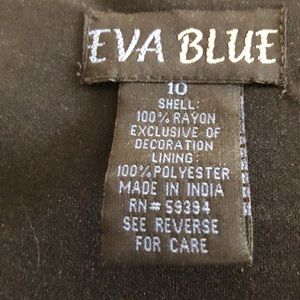 EVA BLUE
10
SHELL:
100% RAYON
EXCLUSIVE OF
DECORATION
LINING:
100% POLYESTER
MADE IN INDIA
RN# 59394
SEE REVERSE
FOR CARE